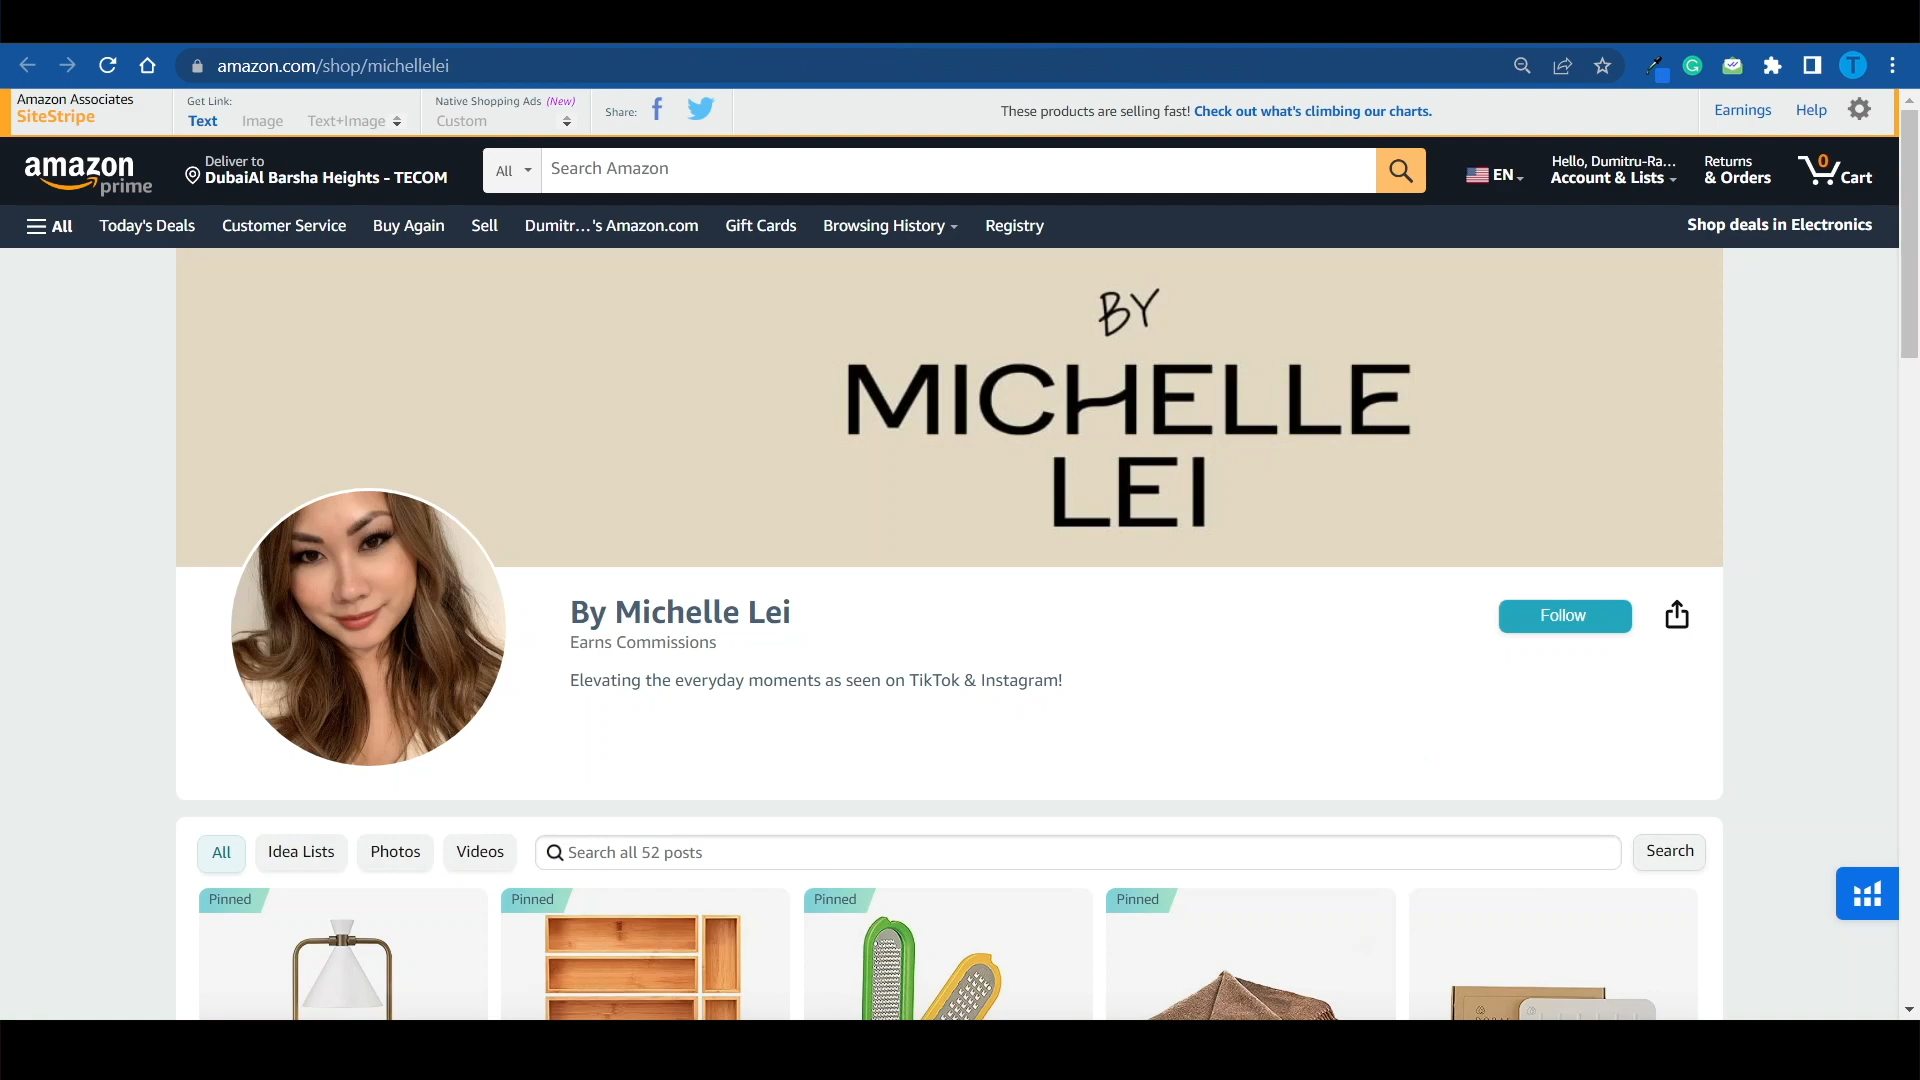 amazon.com/shop/michellelei
T
Amazon Associates
SiteStripe
Get Link:
Text Image Text+Image
Native Shopping Ads (New)
Custom
Share:
These products are selling fast! Check out what's climbing our charts.
Earnings Help
amazon prime
Deliver to
DubaiAl Barsha Heights - TECOM
All
Search Amazon
EN
Hello, Dumitru-Ra...
Account & Lists
Returns
& Orders
0
Cart
All Today's Deals Customer Service Buy Again Sell Dumitr...'s Amazon.com Gift Cards Browsing History Registry
Shop deals in Electronics
BY
MICHELLE
LEI
By Michelle Lei
Earns Commissions
Elevating the everyday moments as seen on TikTok & Instagram!
Follow
All Idea Lists Photos Videos
Search all 52 posts
Search
Pinned Pinned Pinned Pinned